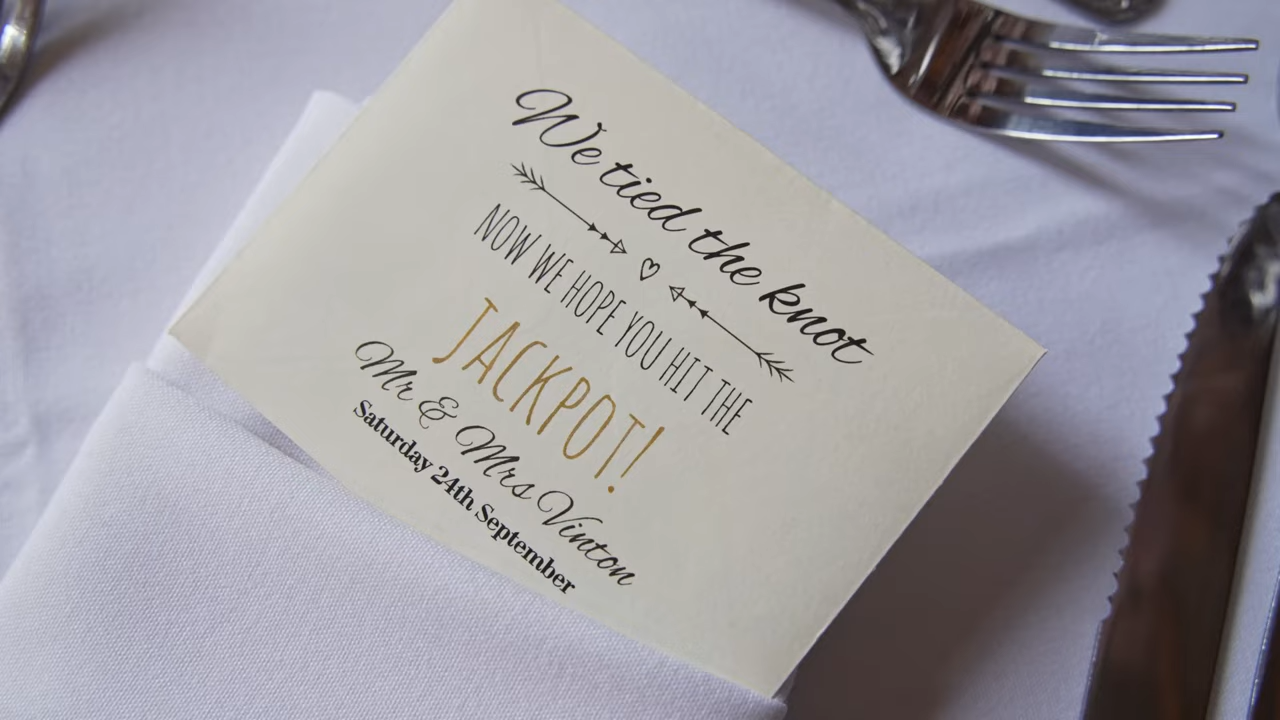 We tied the knot
NOW WE HOPE YOU HIT THE
JACKPOT!
Mr & Mrs Vinton
Saturday 24th September